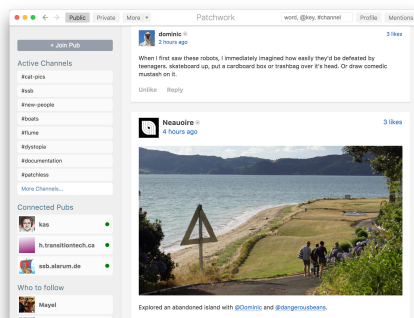 Public Private More Patchwork word, @key, #channel Profile Mentions
+ Join Pub
Active Channels
#cat-pics
#ssb
#new-people
#boats
#flume
#dystopia
#documentation
#patchless
More Channels...
Connected Pubs
kas
h.transitiontech.ca
ssb.alarum.de
Who to follow
Mayel
dominic 3 likes
2 hours ago
When I first saw these robots, I immediately imagined how easily they'd be defeated by
teenagers. skateboard up, put a cardboard box or trashbag over it's head. Or draw comedic
mustash on it.
Unlike Reply
Neauoire 3 likes
4 hours ago
Explored an abandoned island with @Dominic and @dangerousbeans.